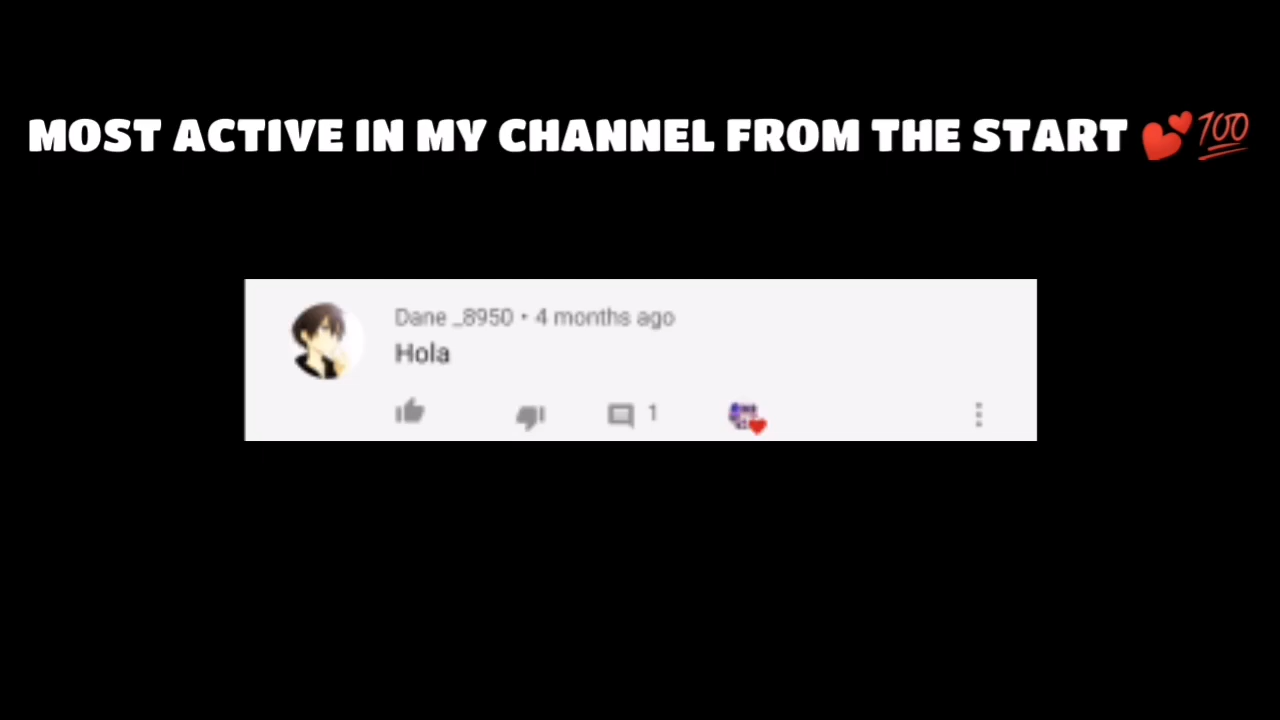 MOST ACTIVE IN MY CHANNEL FROM THE START 💕💯
Dane _8950 • 4 months ago
Hola
1